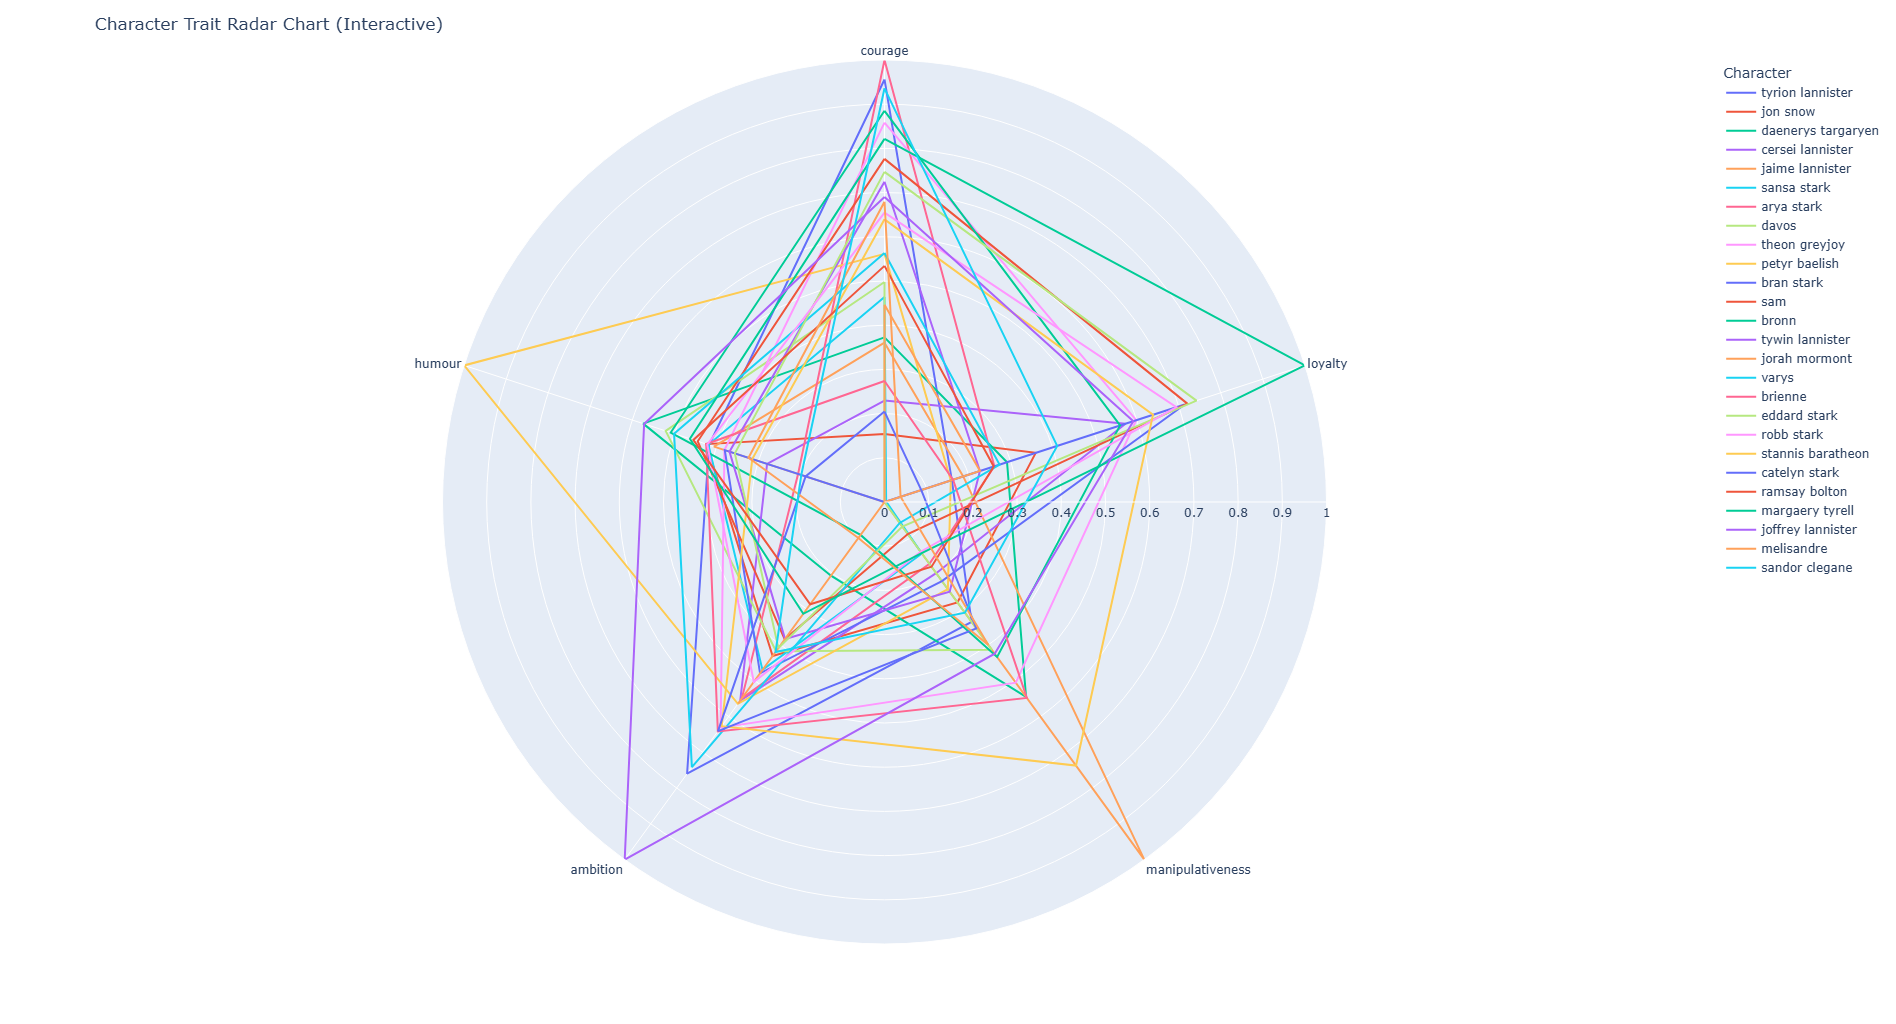 Character Trait Radar Chart (Interactive)
courage
loyalty
humour
0 0.1 0.2 0.3 0.4 0.5 0.6 0.7 0.8 0.9 1
ambition
manipulativeness
Character
tyrion lannister
jon snow
daenerys targaryen
cersei lannister
jaime lannister
sansa stark
arya stark
davos
theon greyjoy
petyr baelish
bran stark
sam
bronn
tywin lannister
jorah mormont
varys
brienne
eddard stark
robb stark
stannis baratheon
catelyn stark
ramsay bolton
margaery tyrell
joffrey lannister
melisandre
sandor clegane